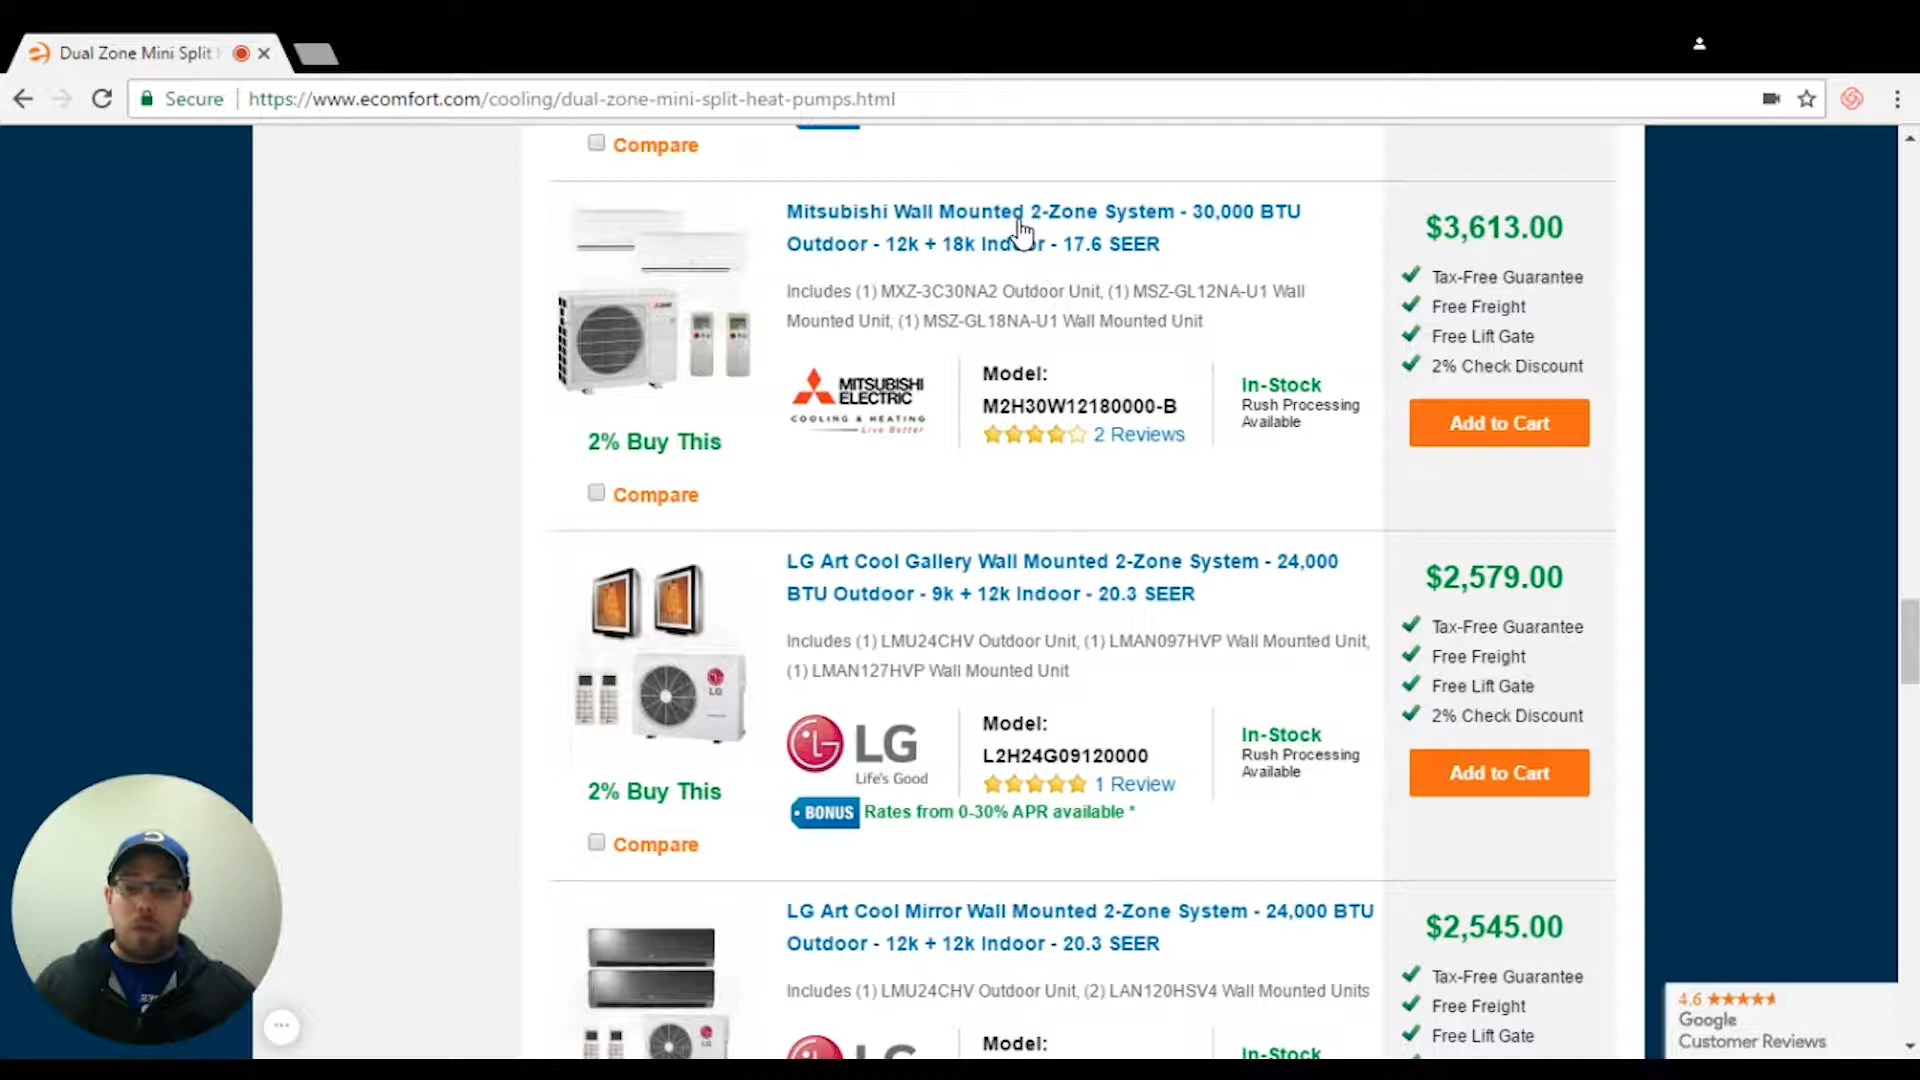 Dual Zone Mini Split
Secure https://www.ecomfort.com/cooling/dual-zone-mini-split-heat-pumps.html
Compare
Mitsubishi Wall Mounted 2-Zone System - 30,000 BTU
Outdoor - 12k + 18k Indoor - 17.6 SEER
Includes (1) MXZ-3C30NA2 Outdoor Unit, (1) MSZ-GL12NA-U1 Wall
Mounted Unit, (1) MSZ-GL18NA-U1 Wall Mounted Unit
MITSUBISHI
ELECTRIC
COOLING & HEATING
Live Better
Model:
M2H30W12180000-B
2 Reviews
In-Stock
Rush Processing
Available
$3,613.00
Tax-Free Guarantee
Free Freight
Free Lift Gate
2% Check Discount
Add to Cart
2% Buy This
Compare
LG Art Cool Gallery Wall Mounted 2-Zone System - 24,000
BTU Outdoor - 9k + 12k Indoor - 20.3 SEER
Includes (1) LMU24CHV Outdoor Unit, (1) LMAN097HVP Wall Mounted Unit,
(1) LMAN127HVP Wall Mounted Unit
LG
LG
Life's Good
Model:
L2H24G09120000
1 Review
BONUS Rates from 0-30% APR available *
In-Stock
Rush Processing
Available
$2,579.00
Tax-Free Guarantee
Free Freight
Free Lift Gate
2% Check Discount
Add to Cart
2% Buy This
Compare
LG Art Cool Mirror Wall Mounted 2-Zone System - 24,000 BTU
Outdoor - 12k + 12k Indoor - 20.3 SEER
Includes (1) LMU24CHV Outdoor Unit, (2) LAN120HSV4 Wall Mounted Units
Model:
In-Stock
$2,545.00
Tax-Free Guarantee
Free Freight
Free Lift Gate
4.6
Google
Customer Reviews